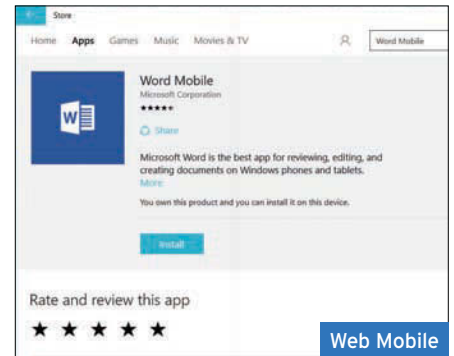 Store
Home Apps Games Music Movies & TV Word Mobile
Word Mobile
Microsoft Corporation
Share
Microsoft Word is the best app for reviewing, editing, and
creating documents on Windows phones and tablets.
More
You own this product and you can install it on this device.
Install
Rate and review this app
Web Mobile